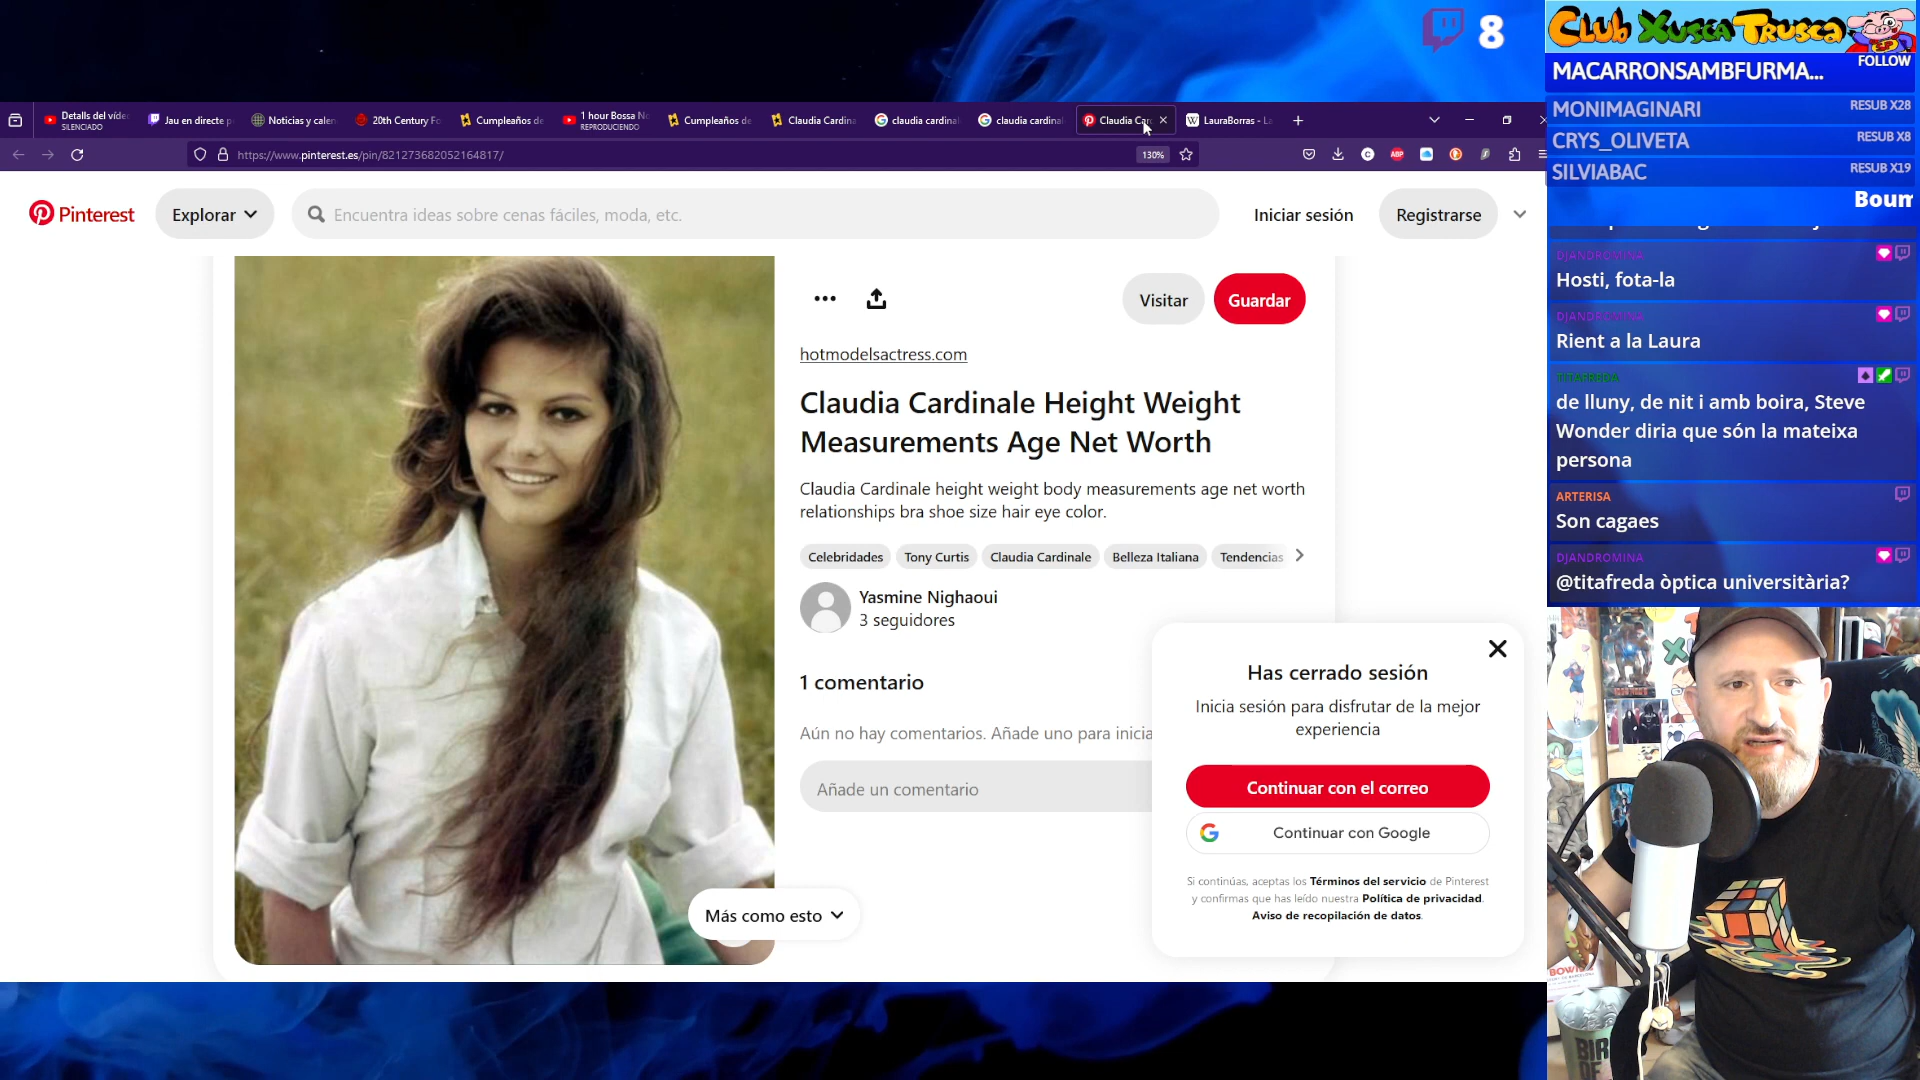 8
Detalls del víde
SILENCIADO
Jau en directe p
Noticias y calen
20th Century Fo
Cumpleaños de
1 hour Bossa No
REPRODUCIENDO
Cumpleaños de
Claudia Cardina
claudia cardinal
claudia cardinal
Claudia Car
LauraBorras - La
https://www.pinterest.es/pin/821273682052164817/
130%
ABP
Pinterest
Explorar
Encuentra ideas sobre cenas fáciles, moda, etc.
Iniciar sesión
Registrarse
Visitar
Guardar
hotmodelsactress.com
Claudia Cardinale Height Weight
Measurements Age Net Worth
Claudia Cardinale height weight body measurements age net worth
relationships bra shoe size hair eye color.
Celebridades
Tony Curtis
Claudia Cardinale
Belleza Italiana
Tendencias
Yasmine Nighaoui
3 seguidores
1 comentario
Aún no hay comentarios. Añade uno para inicia
Añade un comentario
Más como esto
Has cerrado sesión
Inicia sesión para disfrutar de la mejor
experiencia
Continuar con el correo
Continuar con Google
Si continúas, aceptas los Términos del servicio de Pinterest
y confirmas que has leído nuestra Política de privacidad.
Aviso de recopilación de datos.
Club Xusca Trusca
FOLLOW
MACARRONSAMBFURMA...
MONIMAGINARI
RESUB X28
CRYS_OLIVETA
RESUB X8
SILVIABAC
RESUB X19
Boum
DJANDROMINA
Hosti, fota-la
DJANDROMINA
Rient a la Laura
TITAFREDA
de lluny, de nit i amb boira, Steve
Wonder diria que són la mateixa
persona
ARTERISA
Son cagaes
DJANDROMINA
@titafreda òptica universitària?